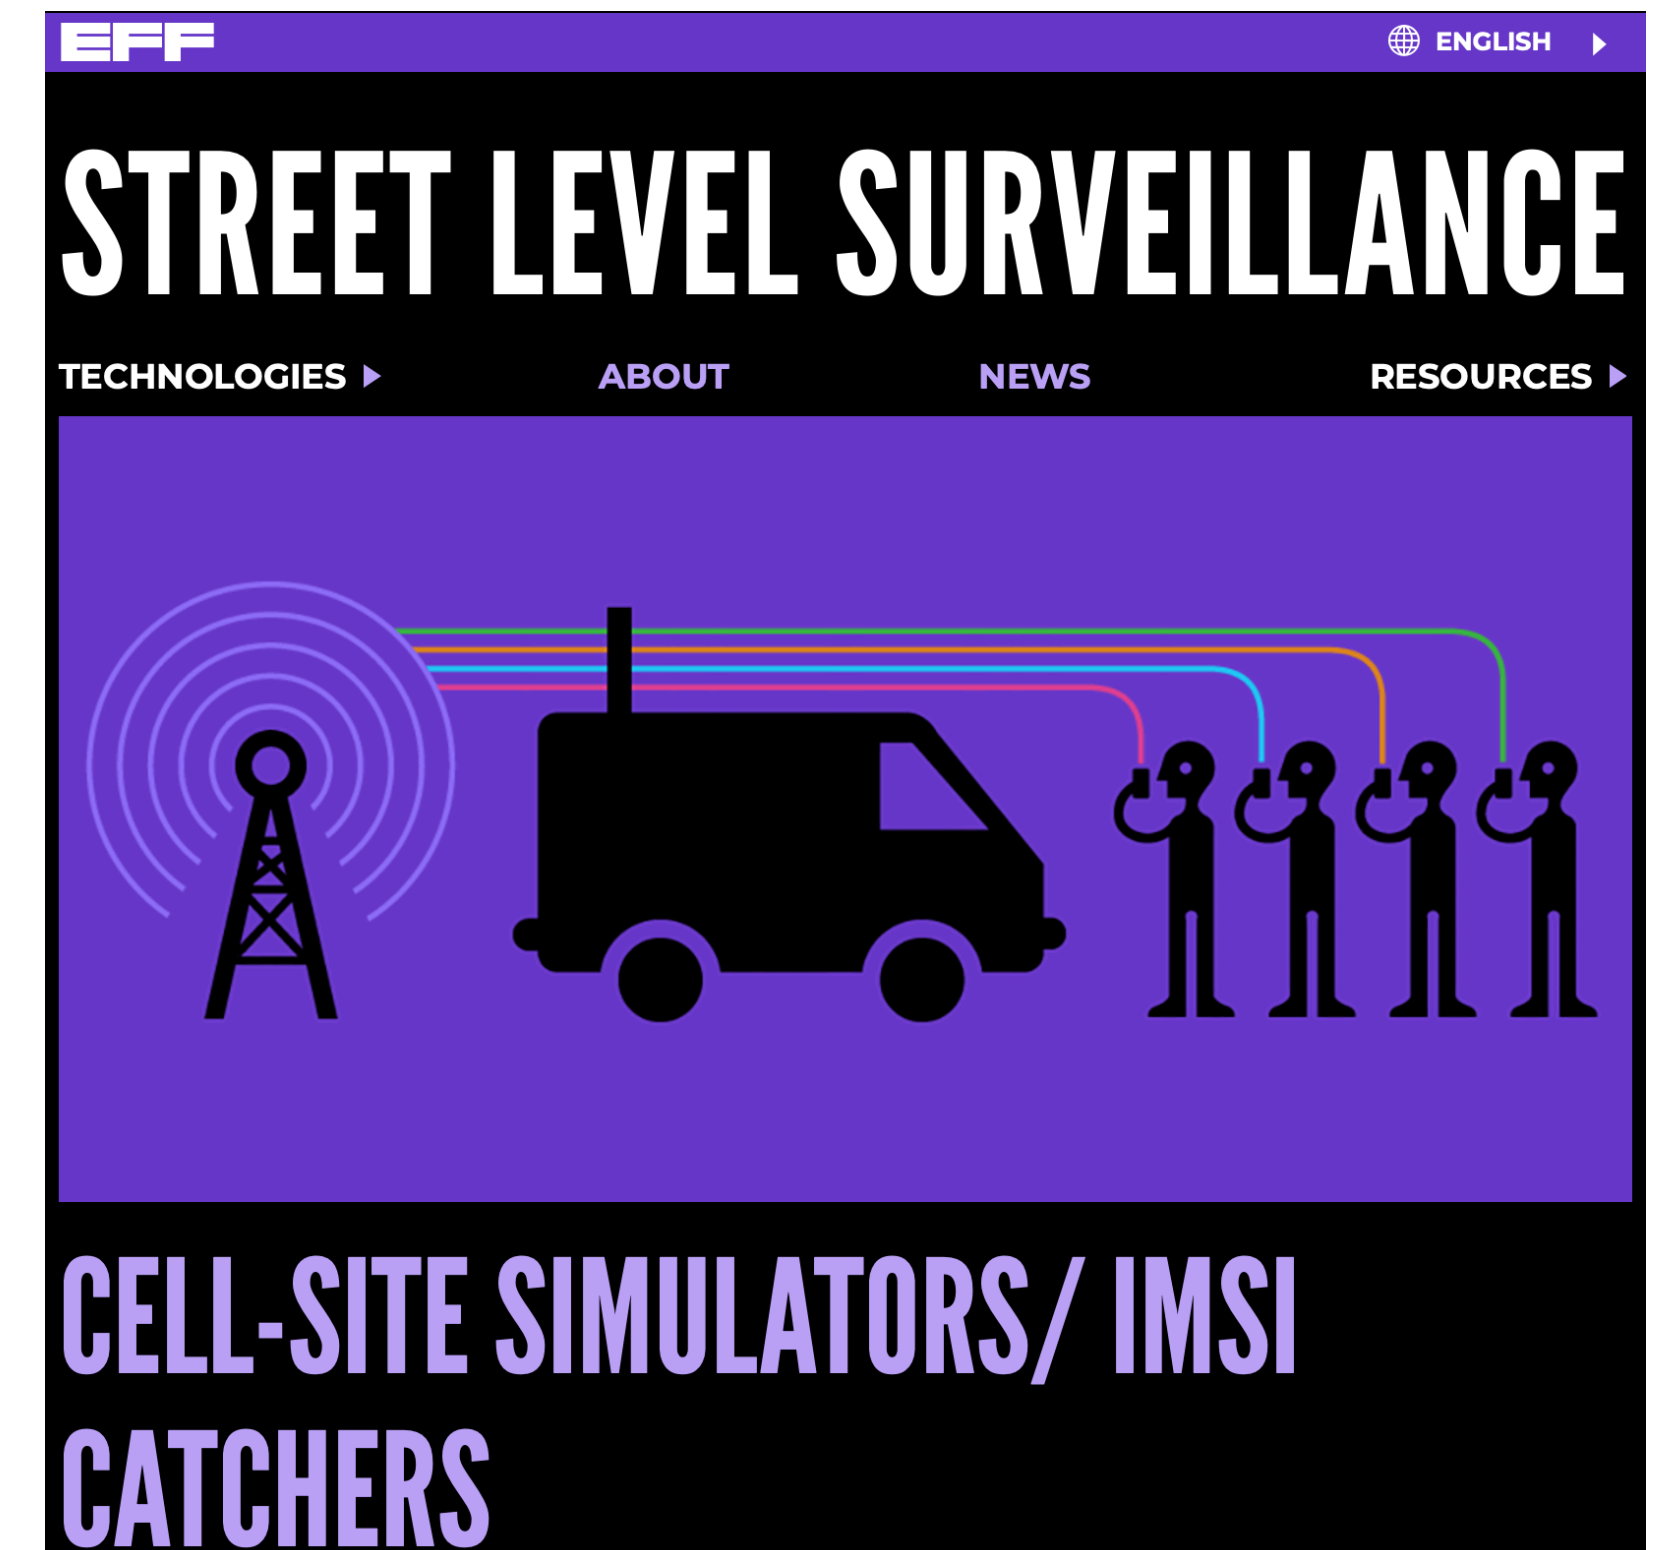 EFF
ENGLISH
STREET LEVEL SURVEILLANCE
TECHNOLOGIES ABOUT NEWS RESOURCES
CELL-SITE SIMULATORS/ IMSI
CATCHERS